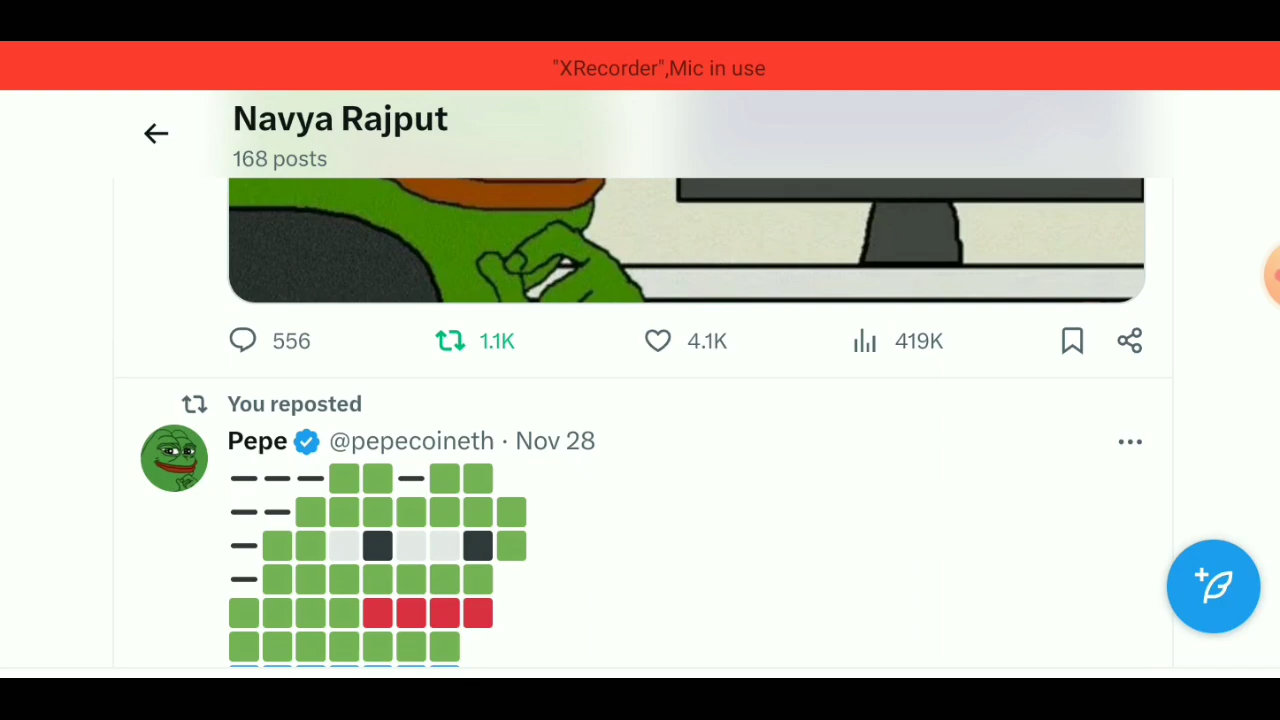 "XRecorder",Mic in use
Navya Rajput
168 posts
556 1.1K 4.1K 419K
You reposted
Pepe @pepecoineth · Nov 28